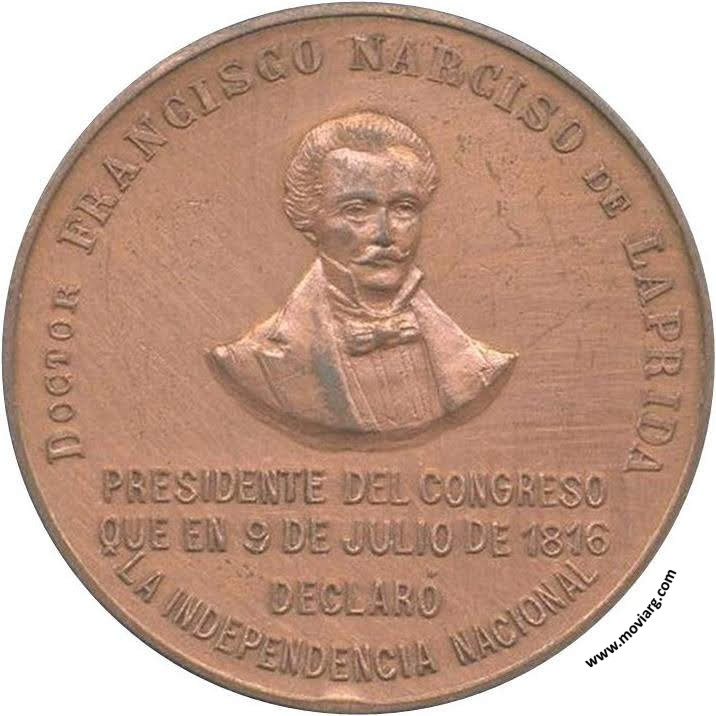 DOCTOR FRANCISCO NARCISO DE LAPRIDA
PRESIDENTE DEL CONGRESO
QUE EN 9 DE JULIO DE 1816
DECLARÓ
LA INDEPENDENCIA NACIONAL
www.moviarg.com